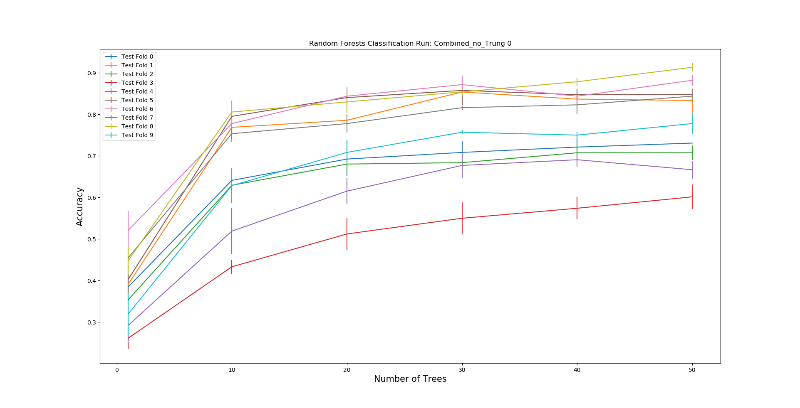 Random Forests Classification Run: Combined_no_Trung 0
Test Fold 0
Test Fold 1
Test Fold 2
Test Fold 3
Test Fold 4
Test Fold 5
Test Fold 6
Test Fold 7
Test Fold 8
Test Fold 9
0.9
0.8
0.7
0.6
0.5
0.4
0.3
Accuracy
0
10
20
30
40
50
Number of Trees